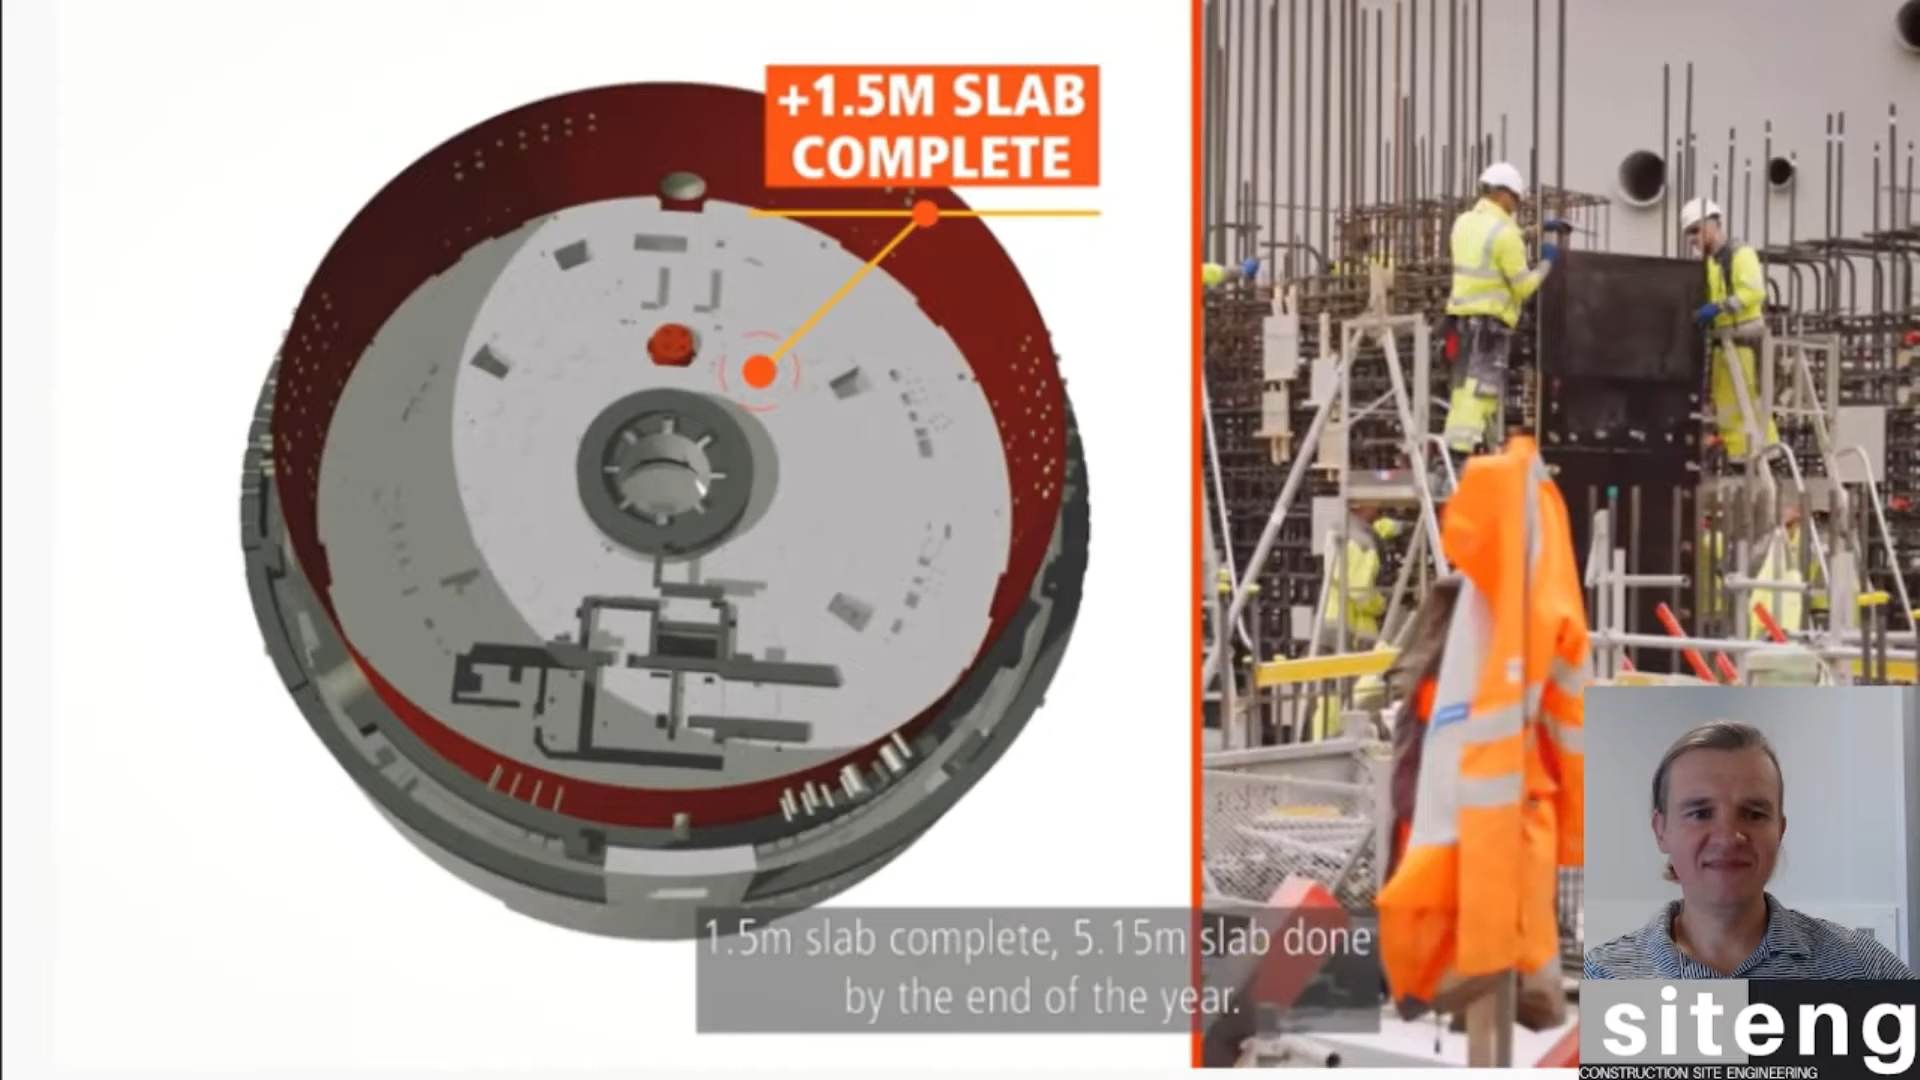 +1.5M SLAB
COMPLETE
1.5m slab complete, 5.15m slab done
by the end of the year.
siteng
CONSTRUCTION SITE ENGINEERING